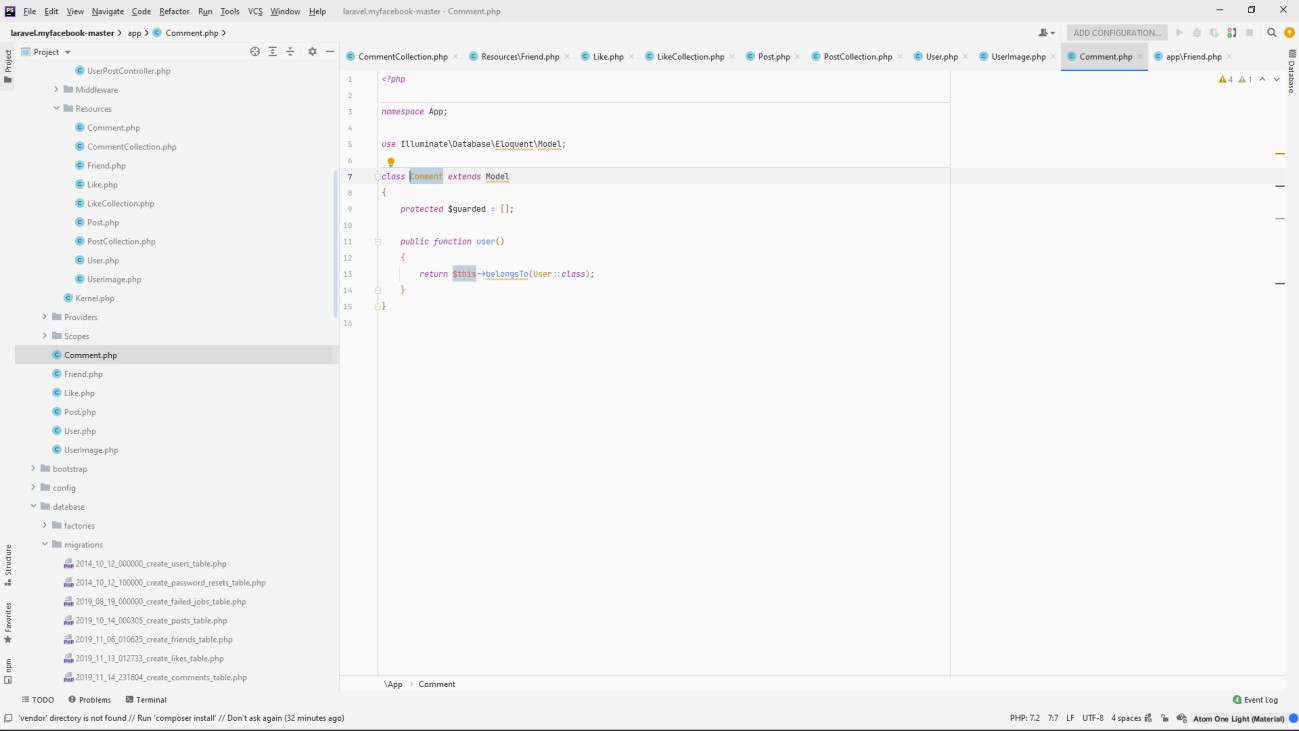 PS File Edit View Navigate Code Refactor Run Tools VCS Window Help laravel.myfacebook-master - Comment.php
laravel.myfacebook-master > app > Comment.php >
ADD CONFIGURATION...
Project
Project
CommentCollection.php Resources\Friend.php Like.php LikeCollection.php Post.php PostCollection.php User.php UserImage.php Comment.php app\Friend.php
Database
UserPostController.php
Middleware
Resources
Comment.php
CommentCollection.php
Friend.php
Like.php
LikeCollection.php
Post.php
PostCollection.php
User.php
UserImage.php
Kernel.php
Providers
Scopes
Comment.php
Friend.php
Like.php
Post.php
User.php
UserImage.php
bootstrap
config
database
factories
migrations
2014_10_12_000000_create_users_table.php
2014_10_12_100000_create_password_resets_table.php
2019_08_19_000000_create_failed_jobs_table.php
2019_10_14_000305_create_posts_table.php
2019_11_06_010625_create_friends_table.php
2019_11_13_012733_create_likes_table.php
2019_11_14_231604_create_comments_table.php
Structure
Favorites
npm
4 1
1 <?php
2
3 namespace App;
4
5 use Illuminate\Database\Eloquent\Model;
6
7 class Comment extends Model
8 {
9 protected $guarded = [];
10
11 public function user()
12 {
13 return $this→belongsTo(User::class);
14 }
15 }
16
\App > Comment
TODO Problems Terminal
4 Event Log
'vendor' directory is not found // Run 'composer install' // Don't ask again (32 minutes ago)
PHP: 7.2 7:7 LF UTF-8 4 spaces Atom One Light (Material)